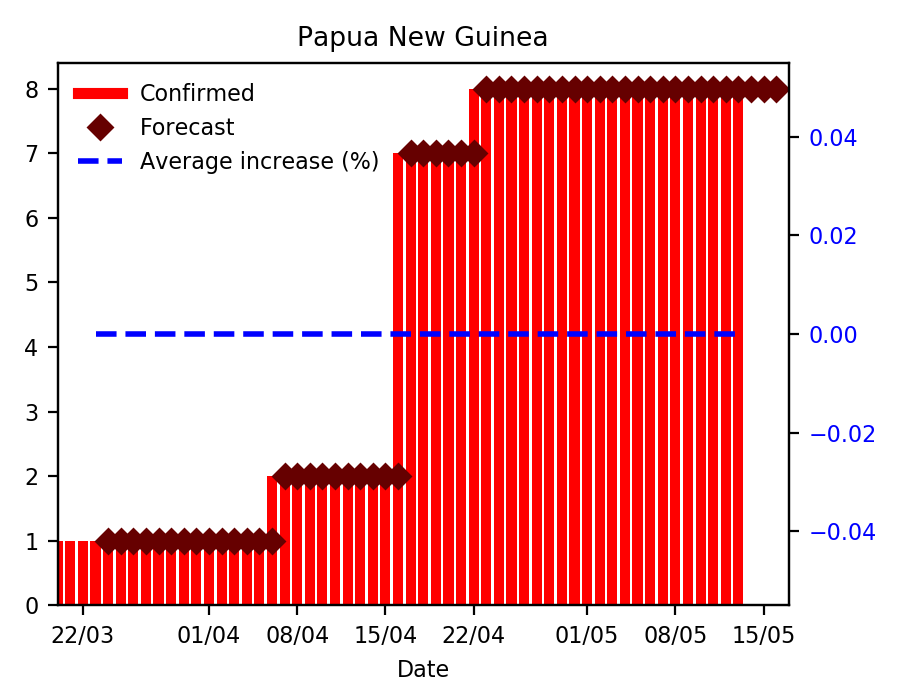 Papua New Guinea
Confirmed
Forecast
Average increase (%)
8
7
6
5
4
3
2
1
0
0.04
0.02
0.00
−0.02
−0.04
22/03 01/04 08/04 15/04 22/04 01/05 08/05 15/05
Date